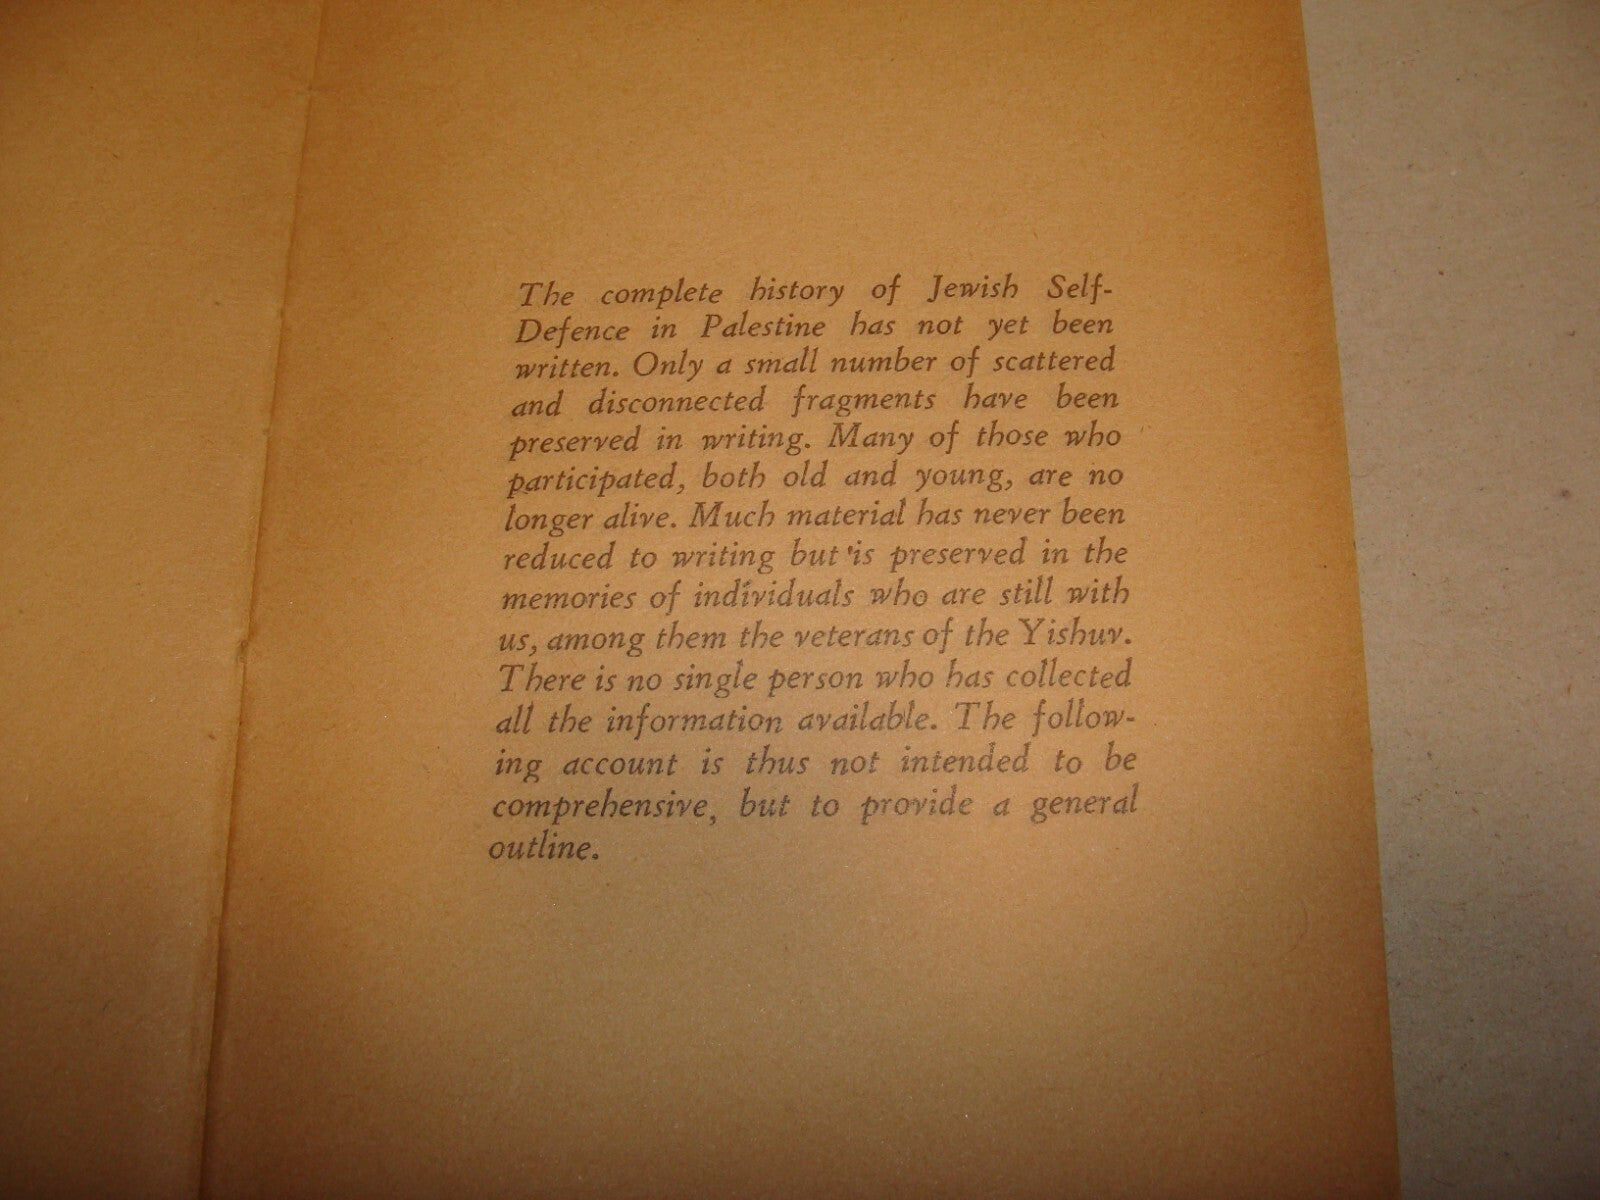 The complete history of Jewish Self-
Defence in Palestine has not yet been
written. Only a small number of scattered
and disconnected fragments have been
preserved in writing. Many of those who
participated, both old and young, are no
longer alive. Much material has never been
reduced to writing but 'is preserved in the
memories of individuals who are still with
us, among them the veterans of the Yishuv.
There is no single person who has collected
all the information available. The follow-
ing account is thus not intended to be
comprehensive, but to provide a general
outline.